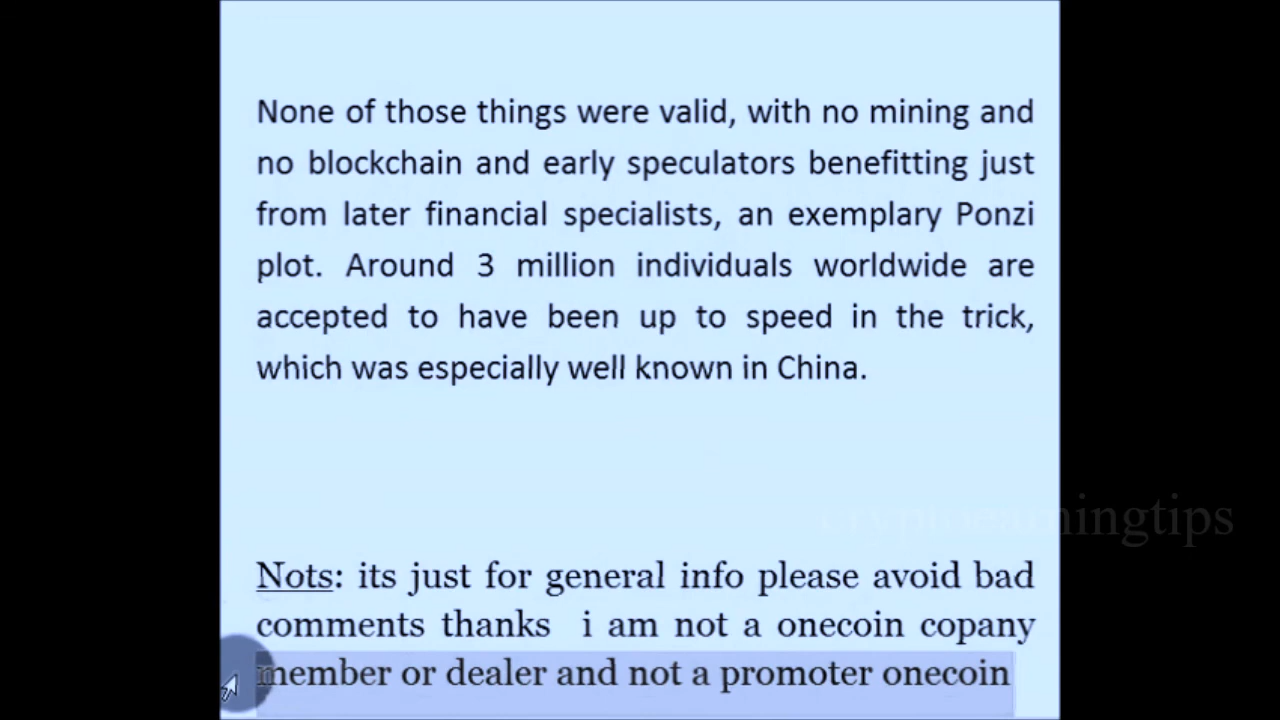 None of those things were valid, with no mining and
no blockchain and early speculators benefitting just
from later financial specialists, an exemplary Ponzi
plot. Around 3 million individuals worldwide are
accepted to have been up to speed in the trick,
which was especially well known in China.
cryptoearningtips
Nots: its just for general info please avoid bad
comments thanks i am not a onecoin copany
member or dealer and not a promoter onecoin